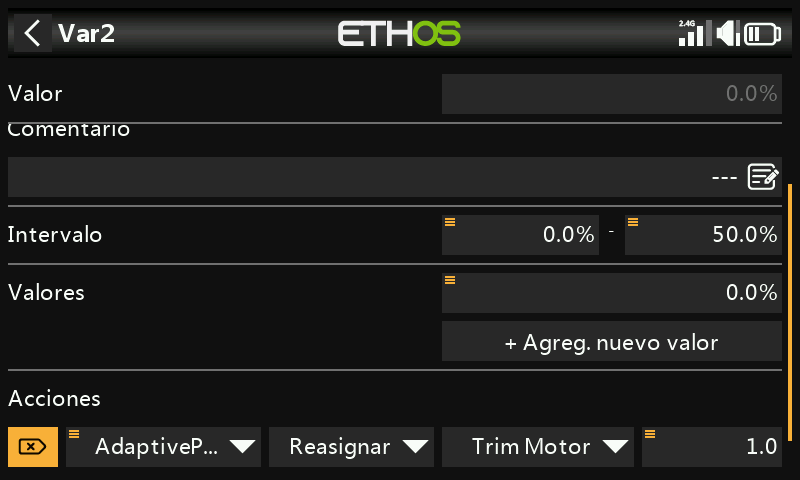 Var2
ETHOS
2.4G
Valor
0.0%
Comentario
---
Intervalo
0.0% - 50.0%
Valores
0.0%
+ Agreg. nuevo valor
Acciones
AdaptiveP... Reasignar Trim Motor 1.0